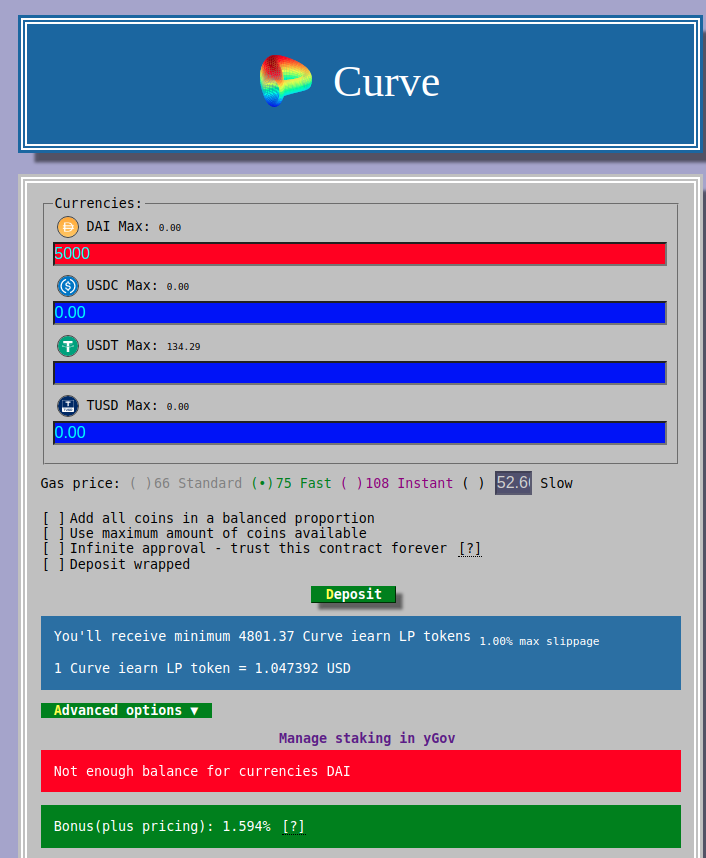 Curve
Currencies:
DAI Max: 0.00
5000
USDC Max: 0.00
0.00
USDT Max: 134.29
TUSD Max: 0.00
0.00
Gas price: ( )66 Standard (•)75 Fast ( )108 Instant ( ) 52.6 Slow
[ ] Add all coins in a balanced proportion
[ ] Use maximum amount of coins available
[ ] Infinite approval - trust this contract forever [?]
[ ] Deposit wrapped
Deposit
You'll receive minimum 4801.37 Curve iearn LP tokens 1.00% max slippage
1 Curve iearn LP token = 1.047392 USD
Advanced options ▼
Manage staking in yGov
Not enough balance for currencies DAI
Bonus(plus pricing): 1.594% [?]